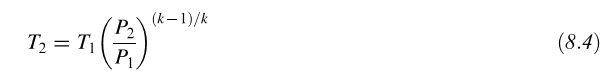 T₂ = T₁(P₂/P₁)^((k−1)/k) (8.4)